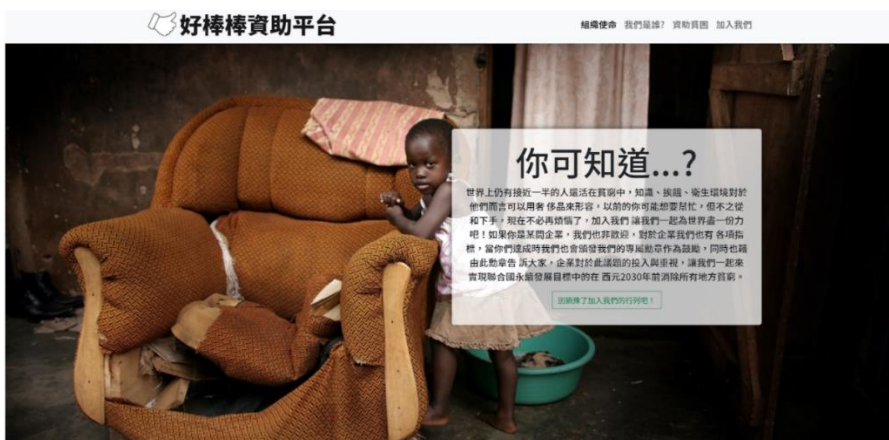 好棒棒資助平台
組織使命 我們是誰? 資助貧困 加入我們
你可知道...?
世界上仍有接近一半的人還活在貧窮中，知識、挨餓、衛生環境對於
他們而言可以用奢 侈品來形容，以前的你可能想要幫忙，但不之從
和下手，現在不必再煩惱了，加入我們 讓我們一起為世界盡一份力
吧！如果你是某間企業，我們也非歡迎，對於企業我們也有 各項指
標，當你們達成時我們也會頒發我們的專屬勳章作為鼓勵，同時也藉
由此勳章告 訴大家，企業對於此議題的投入與重視，讓我們一起來
實現聯合國永續發展目標中的在 西元2030年前消除所有地方貧窮。
了加入我們的行列吧！